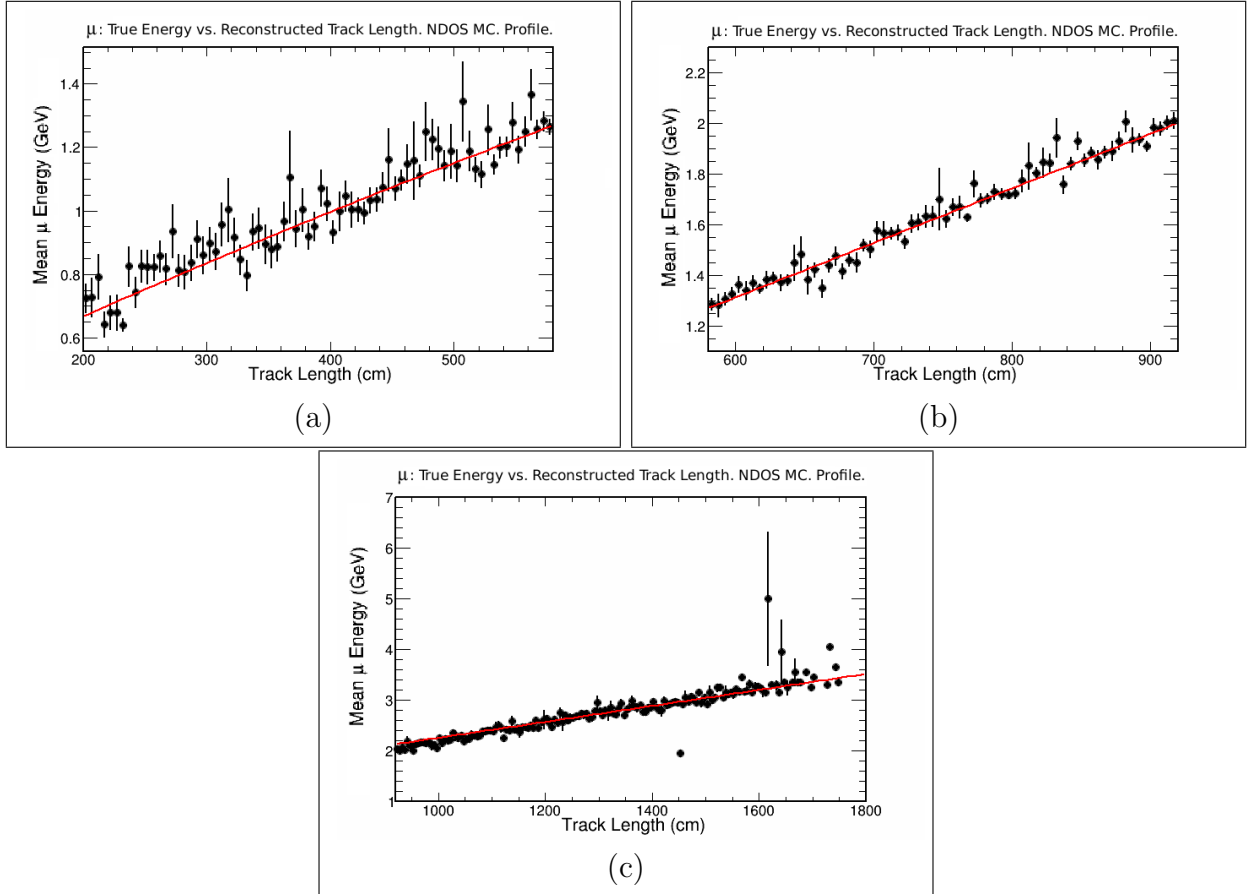 μ: True Energy vs. Reconstructed Track Length. NDOS MC. Profile.
Mean μ Energy (GeV)
1.4
1.2
1
0.8
0.6
200
300
400
500
Track Length (cm)
(a)
μ: True Energy vs. Reconstructed Track Length. NDOS MC. Profile.
Mean μ Energy (GeV)
2.2
2
1.8
1.6
1.4
1.2
600
700
800
900
Track Length (cm)
(b)
μ: True Energy vs. Reconstructed Track Length. NDOS MC. Profile.
Mean μ Energy (GeV)
7
6
5
4
3
2
1
1000
1200
1400
1600
1800
Track Length (cm)
(c)